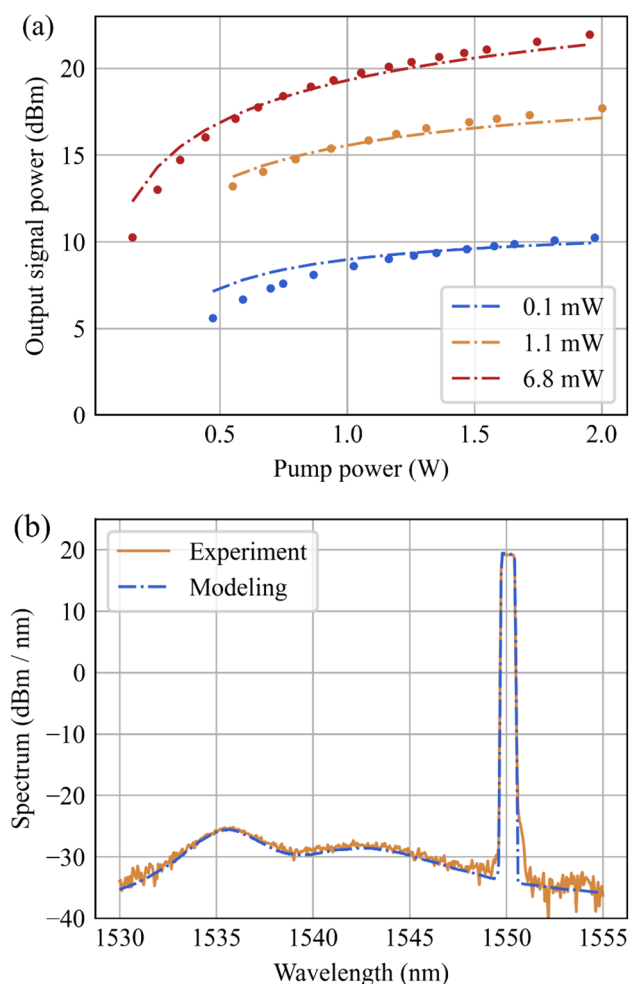 (a)
Output signal power (dBm)
20
15
10
5
0
0.1 mW
1.1 mW
6.8 mW
0.5
1.0
1.5
2.0
Pump power (W)
(b)
Spectrum (dBm / nm)
20
10
0
−10
−20
−30
−40
Experiment
Modeling
1530
1535
1540
1545
1550
1555
Wavelength (nm)